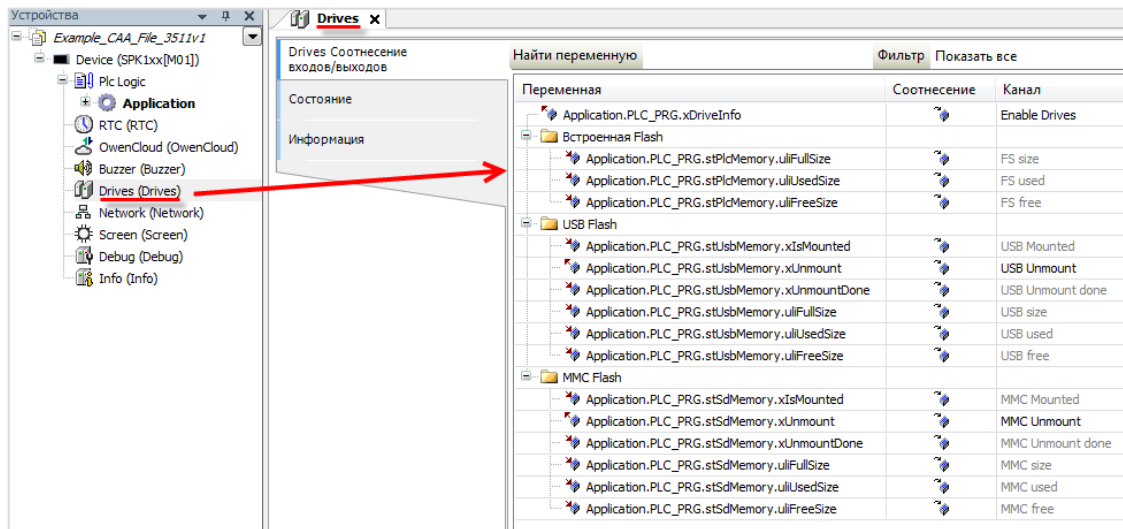 Устройства
Example_CAA_File_3511v1
Device (SPK1xx[M01])
Plc Logic
Application
RTC (RTC)
OwenCloud (OwenCloud)
Buzzer (Buzzer)
Drives (Drives)
Network (Network)
Screen (Screen)
Debug (Debug)
Info (Info)
Drives
Drives Соотнесение
входов/выходов
Состояние
Информация
Найти переменную Фильтр Показать все
Переменная Соотнесение Канал
Application.PLC_PRG.xDriveInfo Enable Drives
Встроенная Flash
Application.PLC_PRG.stPlcMemory.uliFullSize FS size
Application.PLC_PRG.stPlcMemory.uliUsedSize FS used
Application.PLC_PRG.stPlcMemory.uliFreeSize FS free
USB Flash
Application.PLC_PRG.stUsbMemory.xIsMounted USB Mounted
Application.PLC_PRG.stUsbMemory.xUnmount USB Unmount
Application.PLC_PRG.stUsbMemory.xUnmountDone USB Unmount done
Application.PLC_PRG.stUsbMemory.uliFullSize USB size
Application.PLC_PRG.stUsbMemory.uliUsedSize USB used
Application.PLC_PRG.stUsbMemory.uliFreeSize USB free
MMC Flash
Application.PLC_PRG.stSdMemory.xIsMounted MMC Mounted
Application.PLC_PRG.stSdMemory.xUnmount MMC Unmount
Application.PLC_PRG.stSdMemory.xUnmountDone MMC Unmount done
Application.PLC_PRG.stSdMemory.uliFullSize MMC size
Application.PLC_PRG.stSdMemory.uliUsedSize MMC used
Application.PLC_PRG.stSdMemory.uliFreeSize MMC free